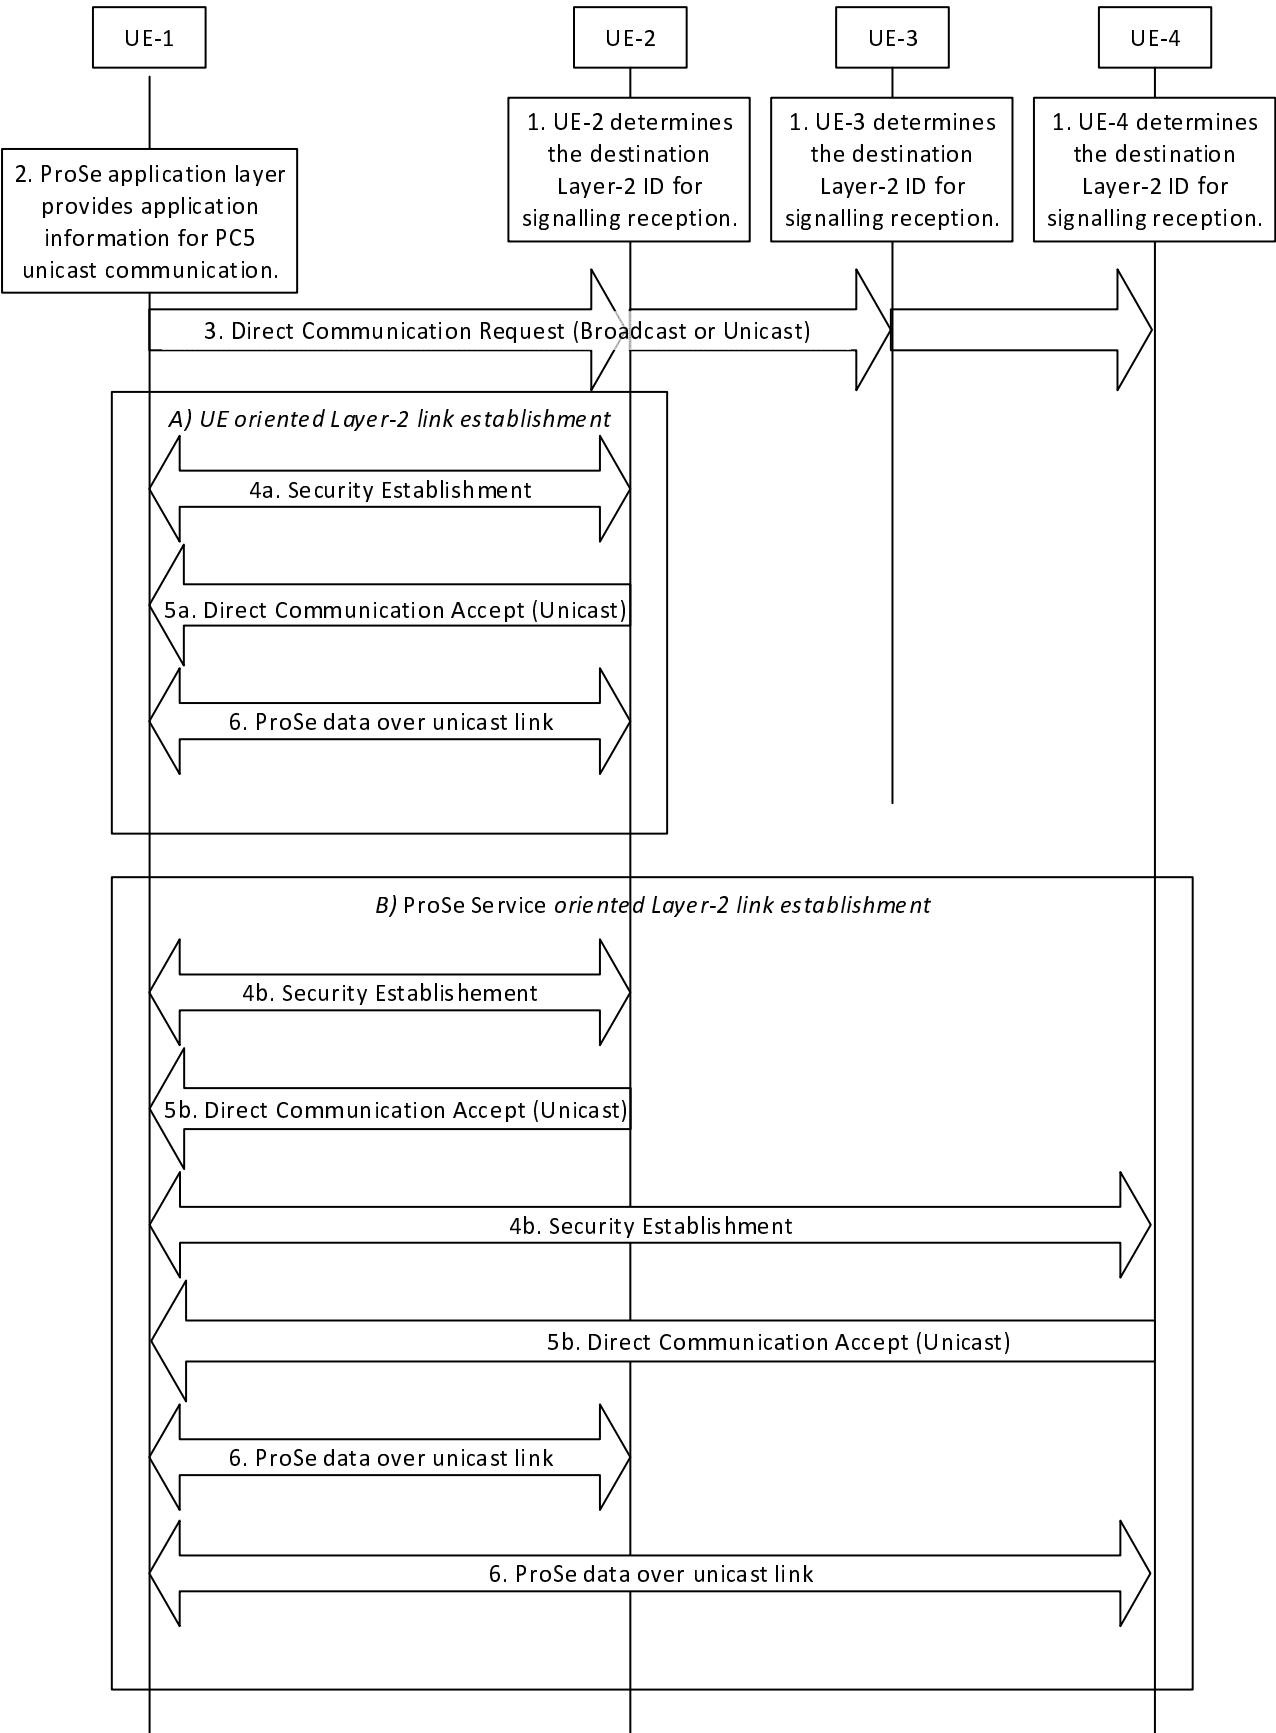 UE-1
UE-2
UE-3
UE-4
1. UE-2 determines
the destination
Layer-2 ID for
signalling reception.
1. UE-3 determines
the destination
Layer-2 ID for
signalling reception.
1. UE-4 determines
the destination
Layer-2 ID for
signalling reception.
2. ProSe application layer
provides application
information for PC5
unicast communication.
3. Direct Communication Request (Broadcast or Unicast)
A) UE oriented Layer-2 link establishment
4a. Security Establishment
5a. Direct Communication Accept (Unicast)
6. ProSe data over unicast link
B) ProSe Service oriented Layer-2 link establishment
4b. Security Establishement
5b. Direct Communication Accept (Unicast)
4b. Security Establishment
5b. Direct Communication Accept (Unicast)
6. ProSe data over unicast link
6. ProSe data over unicast link